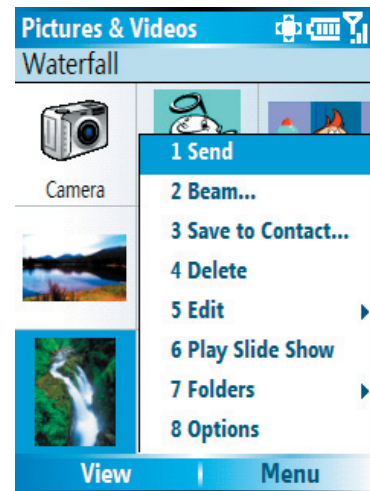 Pictures & Videos
Waterfall
Camera
1 Send
2 Beam...
3 Save to Contact...
4 Delete
5 Edit
6 Play Slide Show
7 Folders
8 Options
View
Menu